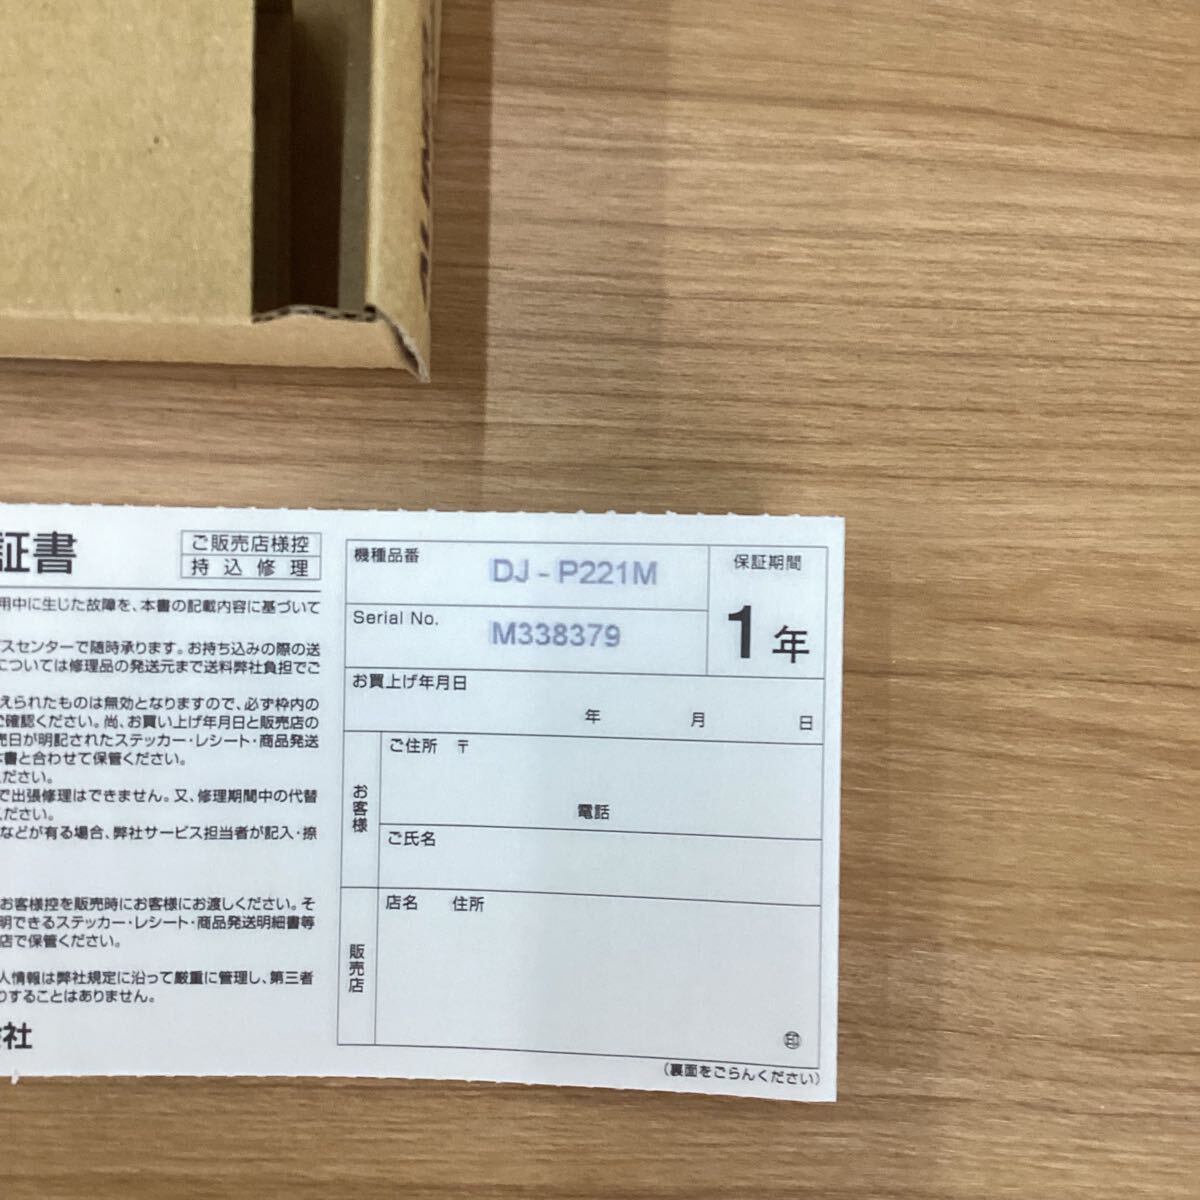 証書
ご販売店様控
持込修理
用中に生じた故障を、本書の記載内容に基づいて
スセンターで随時承ります。お持ち込みの際の送
については修理品の発送元まで送料弊社負担でご
えられたものは無効となりますので、必ず枠内の
ご確認ください。尚、お買い上げ年月日と販売店の
売日が明記されたステッカー・レシート・商品発送
本書と合わせて保管ください。
ください。
で出張修理はできません。又、修理期間中の代替
ください。
などが有る場合、弊社サービス担当者が記入・捺
お客様控を販売時にお客様にお渡しください。そ
明できるステッカー・レシート・商品発送明細書等
店で保管ください。
人情報は弊社規定に沿って厳重に管理し、第三者
りすることはありません。
会社
機種品番
DJ-P221M
保証期間
Serial No.
M338379
1年
お買上げ年月日
年 月 日
お客様
ご住所 〒
電話
ご氏名
販売店
店名 住所
㊞
(裏面をごらんください)